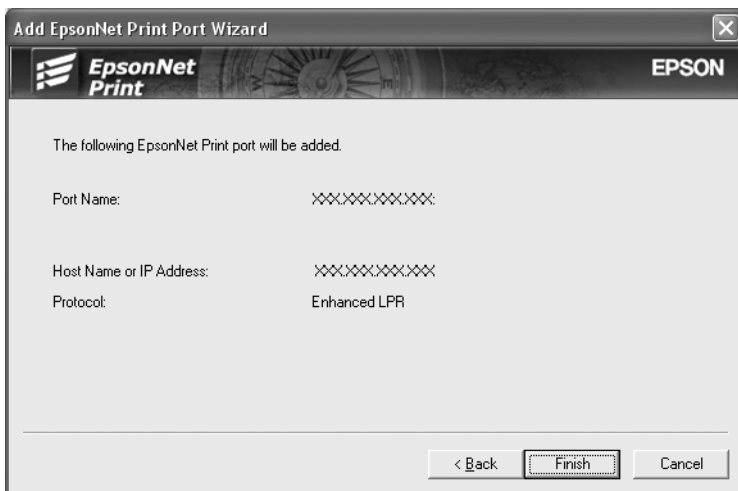 Add EpsonNet Print Port Wizard
EpsonNet
Print
EPSON
The following EpsonNet Print port will be added.
Port Name: XXX.XXX.XXX.XXX:
Host Name or IP Address: XXX.XXX.XXX.XXX
Protocol: Enhanced LPR
< Back Finish Cancel